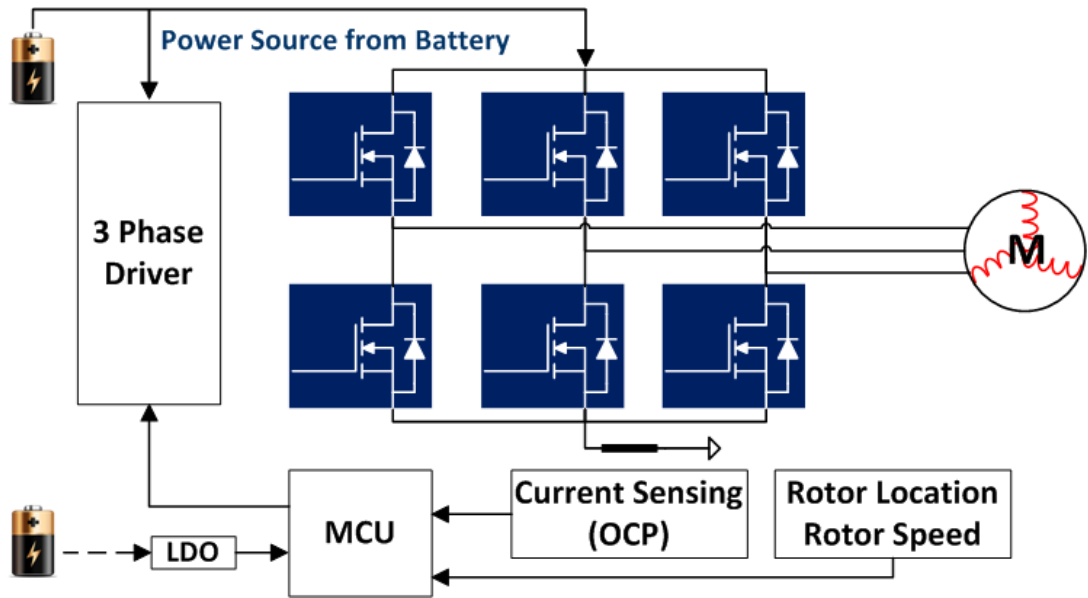 Power Source from Battery
3 Phase
Driver
M
Current Sensing
(OCP)
Rotor Location
Rotor Speed
MCU
LDO